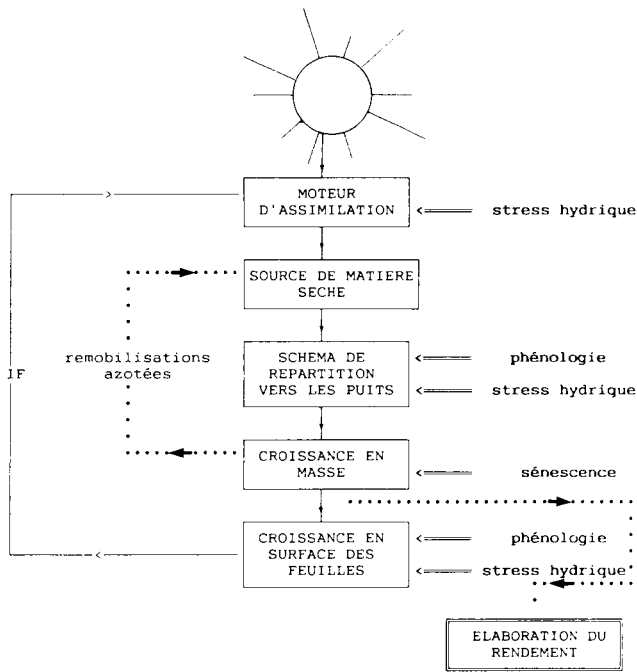 MOTEUR
D'ASSIMILATION
stress hydrique
SOURCE DE MATIERE
SECHE
remobilisations
azotées
IF
SCHEMA DE
REPARTITION
VERS LES PUITS
phénologie
stress hydrique
CROISSANCE EN
MASSE
sénescence
CROISSANCE EN
SURFACE DES
FEUILLES
phénologie
stress hydrique
ELABORATION DU
RENDEMENT